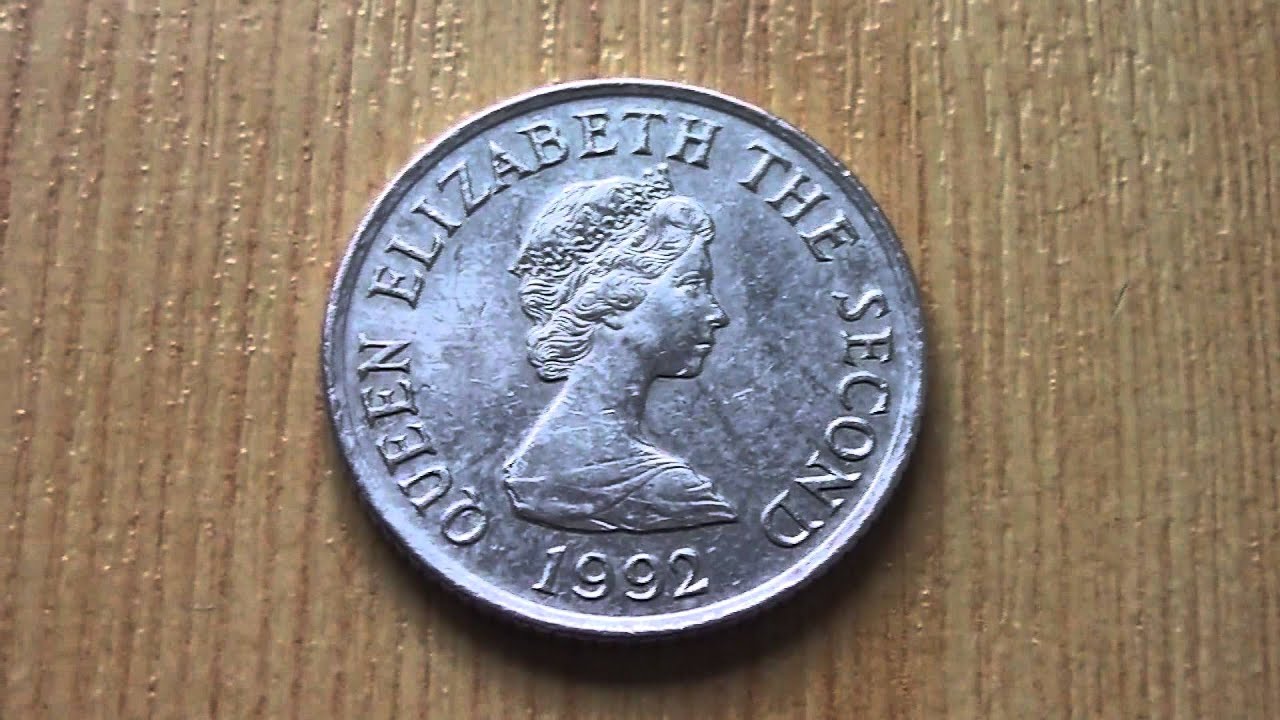 QUEEN ELIZABETH THE SECOND
1992